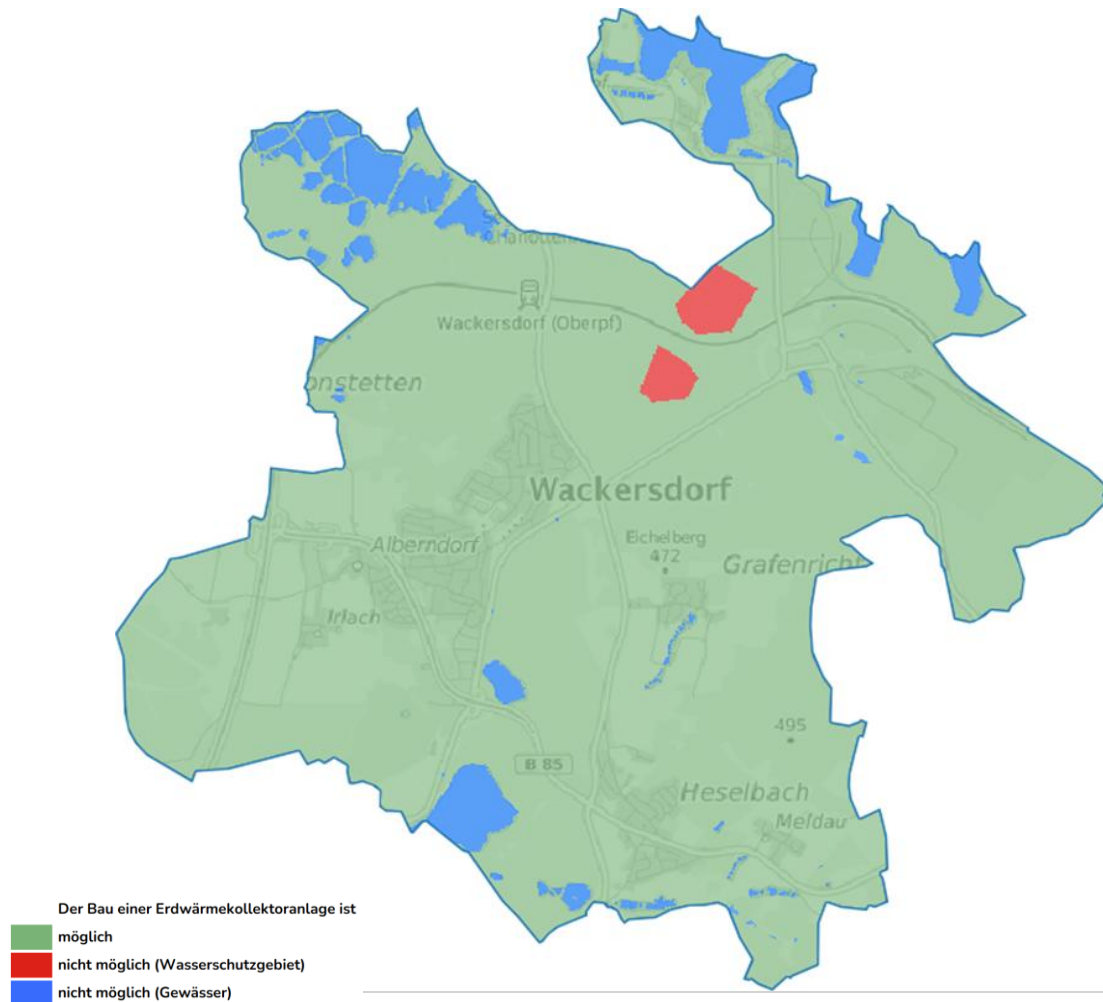 Wackersdorf (Oberpf)
onstetten
Wackersdorf
Alberndorf
Eichelberg
472
Grafenricht
Irlach
495
B 85
Heselbach
Meldau
Der Bau einer Erdwärmekollektoranlage ist
möglich
nicht möglich (Wasserschutzgebiet)
nicht möglich (Gewässer)